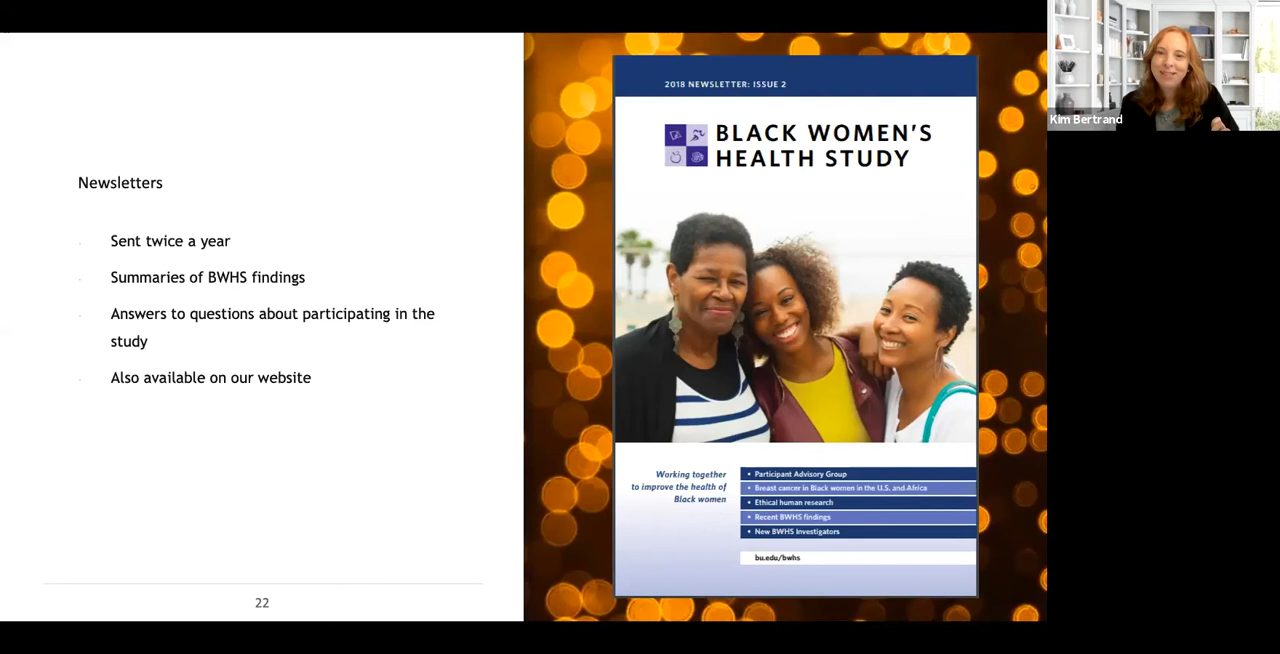 Newsletters
Sent twice a year
Summaries of BWHS findings
Answers to questions about participating in the
study
Also available on our website
22
2018 NEWSLETTER: ISSUE 2
BLACK WOMEN'S
HEALTH STUDY
Working together
to improve the health of
Black women
• Participant Advisory Group
• Breast cancer in Black women in the U.S. and Africa
• Ethical human research
• Recent BWHS findings
• New BWHS Investigators
bu.edu/bwhs
Kim Bertrand